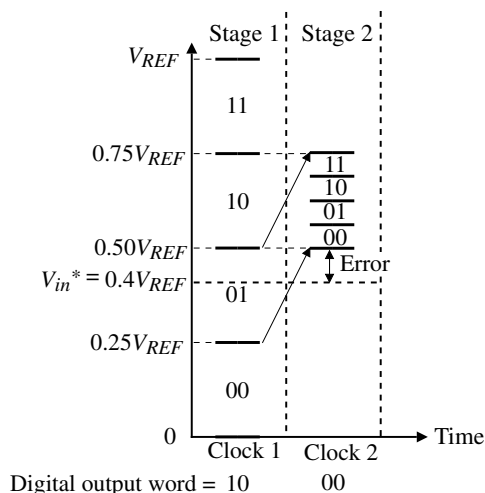 Stage 1 Stage 2
V_REF
11
0.75V_REF
11
10
10
01
00
0.50V_REF
Error
V_in* = 0.4V_REF
01
0.25V_REF
00
0
Time
Clock 1 Clock 2
Digital output word = 10 00